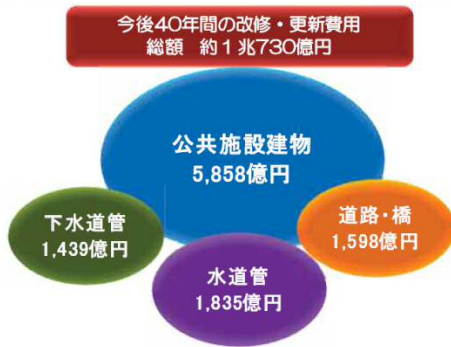 今後40年間の改修・更新費用
総額 約1兆730億円
公共施設建物
5,858億円
下水道管
1,439億円
道路・橋
1,598億円
水道管
1,835億円